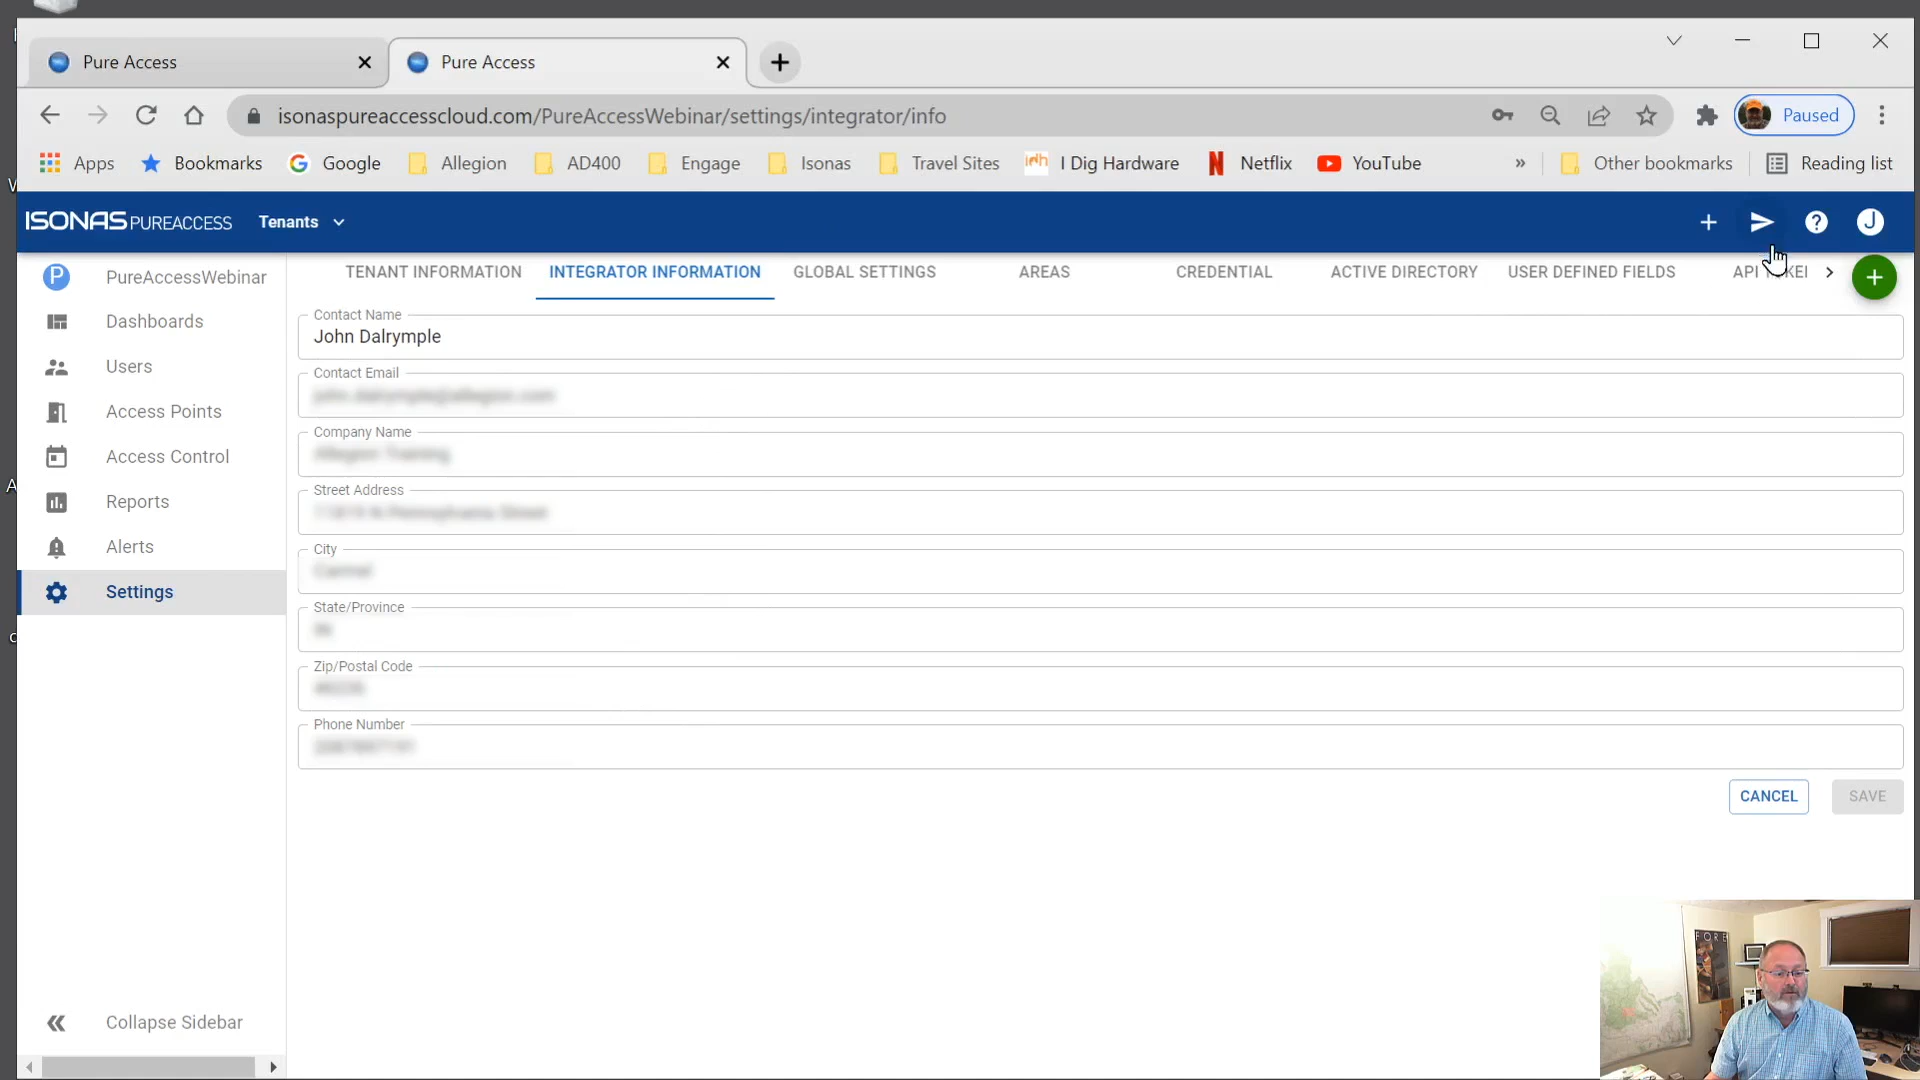 Pure Access
Pure Access
isonaspureaccesscloud.com/PureAccessWebinar/settings/integrator/info
Paused
Apps
Bookmarks
Google
Allegion
AD400
Engage
Isonas
Travel Sites
I Dig Hardware
Netflix
YouTube
»
Other bookmarks
Reading list
ISONAS PUREACCESS
Tenants
J
P
PureAccessWebinar
Dashboards
Users
Access Points
Access Control
Reports
Alerts
Settings
Collapse Sidebar
TENANT INFORMATION
INTEGRATOR INFORMATION
GLOBAL SETTINGS
AREAS
CREDENTIAL
ACTIVE DIRECTORY
USER DEFINED FIELDS
API
Contact Name
John Dalrymple
Contact Email
Company Name
Street Address
City
State/Province
Zip/Postal Code
Phone Number
CANCEL
SAVE
FORE